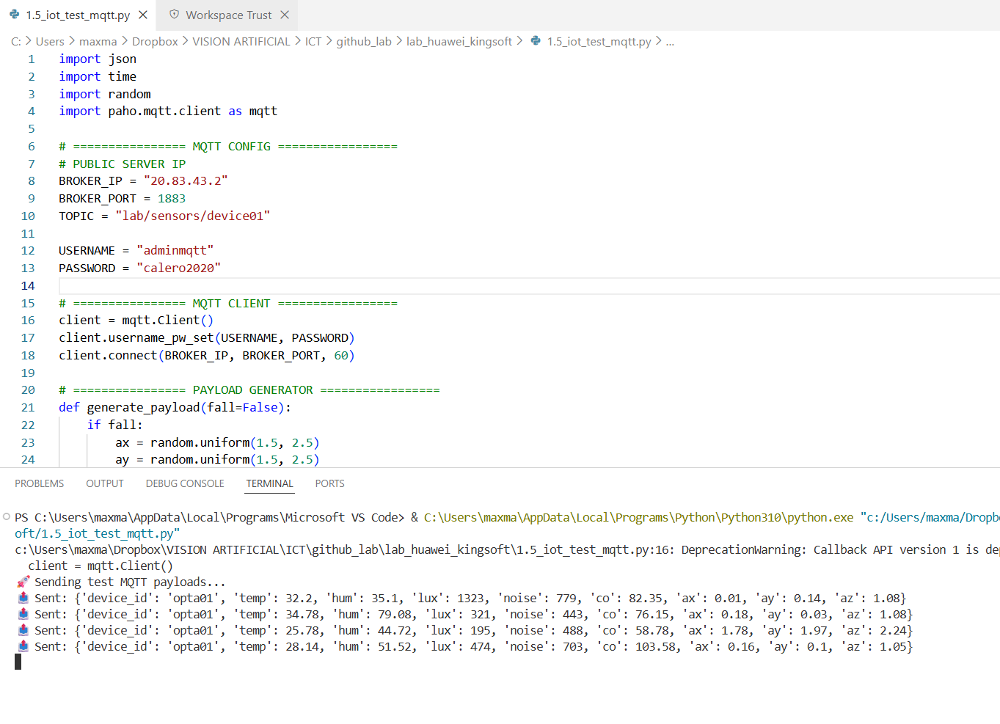 1.5_iot_test_mqtt.py
Workspace Trust
C: > Users > maxma > Dropbox > VISION ARTIFICIAL > ICT > github_lab > lab_huawei_kingsoft > 1.5_iot_test_mqtt.py > ...
1 import json
2 import time
3 import random
4 import paho.mqtt.client as mqtt
5
6 # ================ MQTT CONFIG =================
7 # PUBLIC SERVER IP
8 BROKER_IP = "20.83.43.2"
9 BROKER_PORT = 1883
10 TOPIC = "lab/sensors/device01"
11
12 USERNAME = "adminmqtt"
13 PASSWORD = "calero2020"
14
15 # ================ MQTT CLIENT =================
16 client = mqtt.Client()
17 client.username_pw_set(USERNAME, PASSWORD)
18 client.connect(BROKER_IP, BROKER_PORT, 60)
19
20 # ================ PAYLOAD GENERATOR =================
21 def generate_payload(fall=False):
22     if fall:
23         ax = random.uniform(1.5, 2.5)
24         ay = random.uniform(1.5, 2.5)
PROBLEMS OUTPUT DEBUG CONSOLE TERMINAL PORTS
PS C:\Users\maxma\AppData\Local\Programs\Microsoft VS Code> & C:\Users\maxma\AppData\Local\Programs\Python\Python310\python.exe "c:/Users/maxma/Dropbo
oft/1.5_iot_test_mqtt.py"
c:\Users\maxma\Dropbox\VISION ARTIFICIAL\ICT\github_lab\lab_huawei_kingsoft\1.5_iot_test_mqtt.py:16: DeprecationWarning: Callback API version 1 is dep
  client = mqtt.Client()
🚀 Sending test MQTT payloads...
📤 Sent: {'device_id': 'opta01', 'temp': 32.2, 'hum': 35.1, 'lux': 1323, 'noise': 779, 'co': 82.35, 'ax': 0.01, 'ay': 0.14, 'az': 1.08}
📤 Sent: {'device_id': 'opta01', 'temp': 34.78, 'hum': 79.08, 'lux': 321, 'noise': 443, 'co': 76.15, 'ax': 0.18, 'ay': 0.03, 'az': 1.08}
📤 Sent: {'device_id': 'opta01', 'temp': 25.78, 'hum': 44.72, 'lux': 195, 'noise': 488, 'co': 58.78, 'ax': 1.78, 'ay': 1.97, 'az': 2.24}
📤 Sent: {'device_id': 'opta01', 'temp': 28.14, 'hum': 51.52, 'lux': 474, 'noise': 703, 'co': 103.58, 'ax': 0.16, 'ay': 0.1, 'az': 1.05}